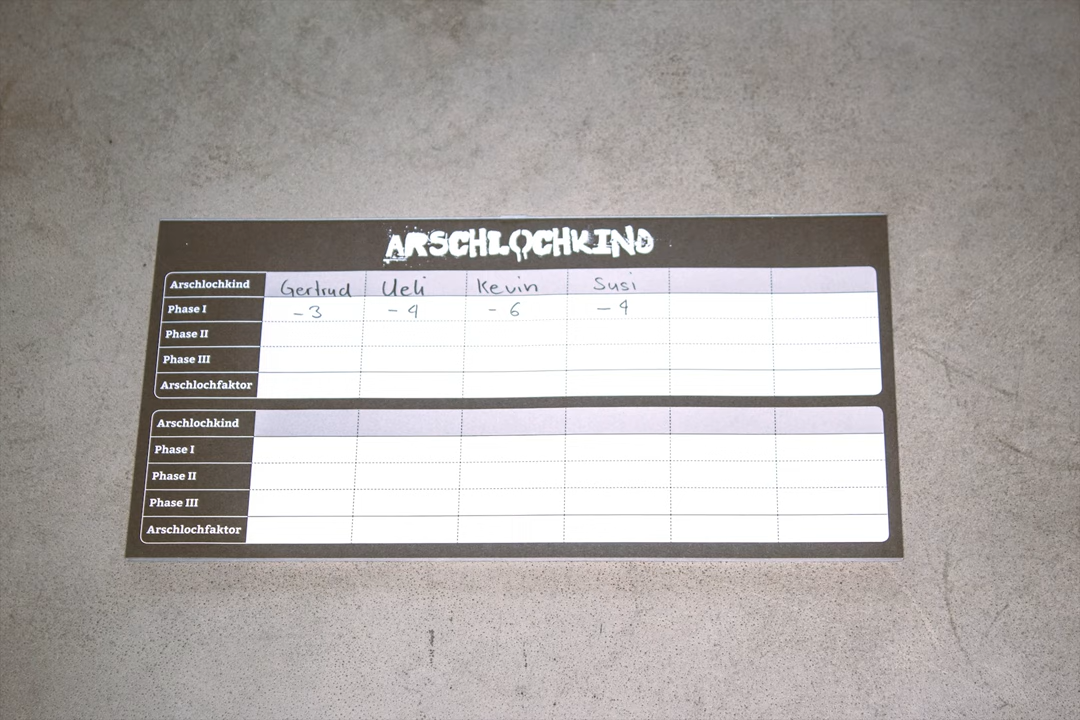 ARSCHLOCHKIND
Arschlochkind Gertrud Ueli Kevin Susi
Phase I -3 -4 -6 -4
Phase II
Phase III
Arschlochfaktor
Arschlochkind
Phase I
Phase II
Phase III
Arschlochfaktor